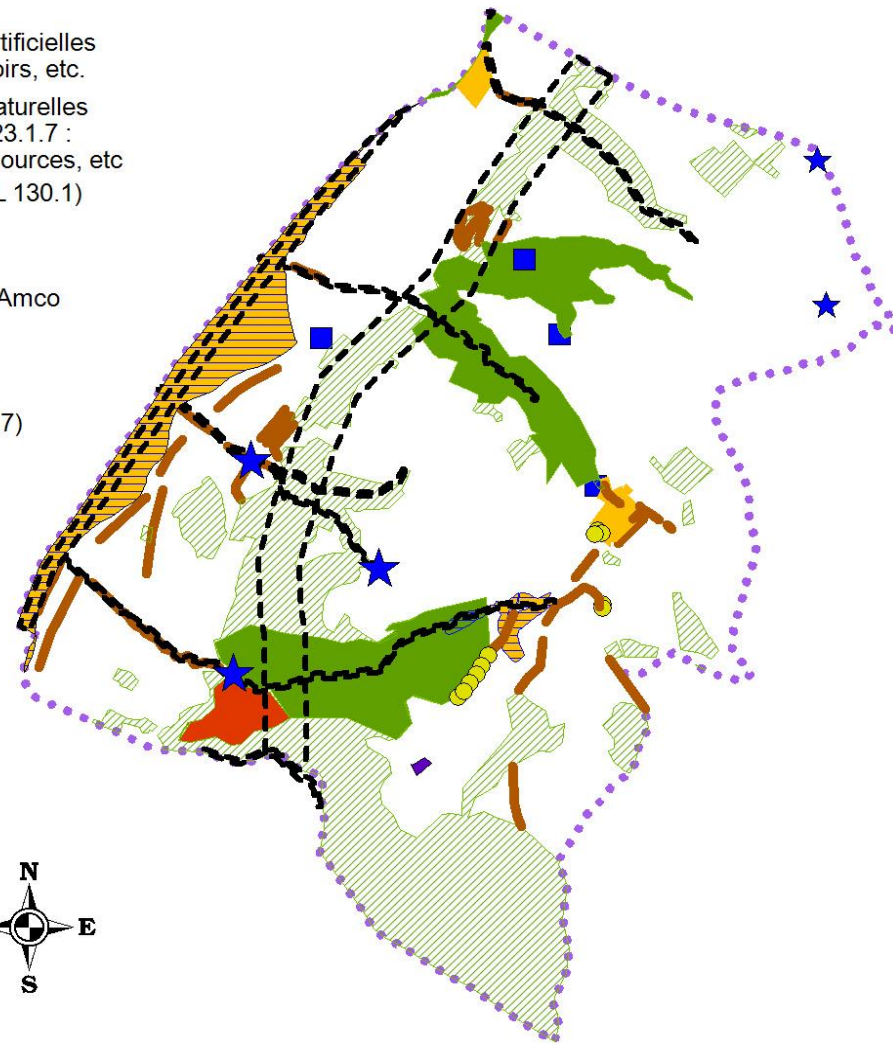 tificielles
oirs, etc.
aturelles
23.1.7 :
ources, etc
L 130.1)
Amco
7)
N
E
S